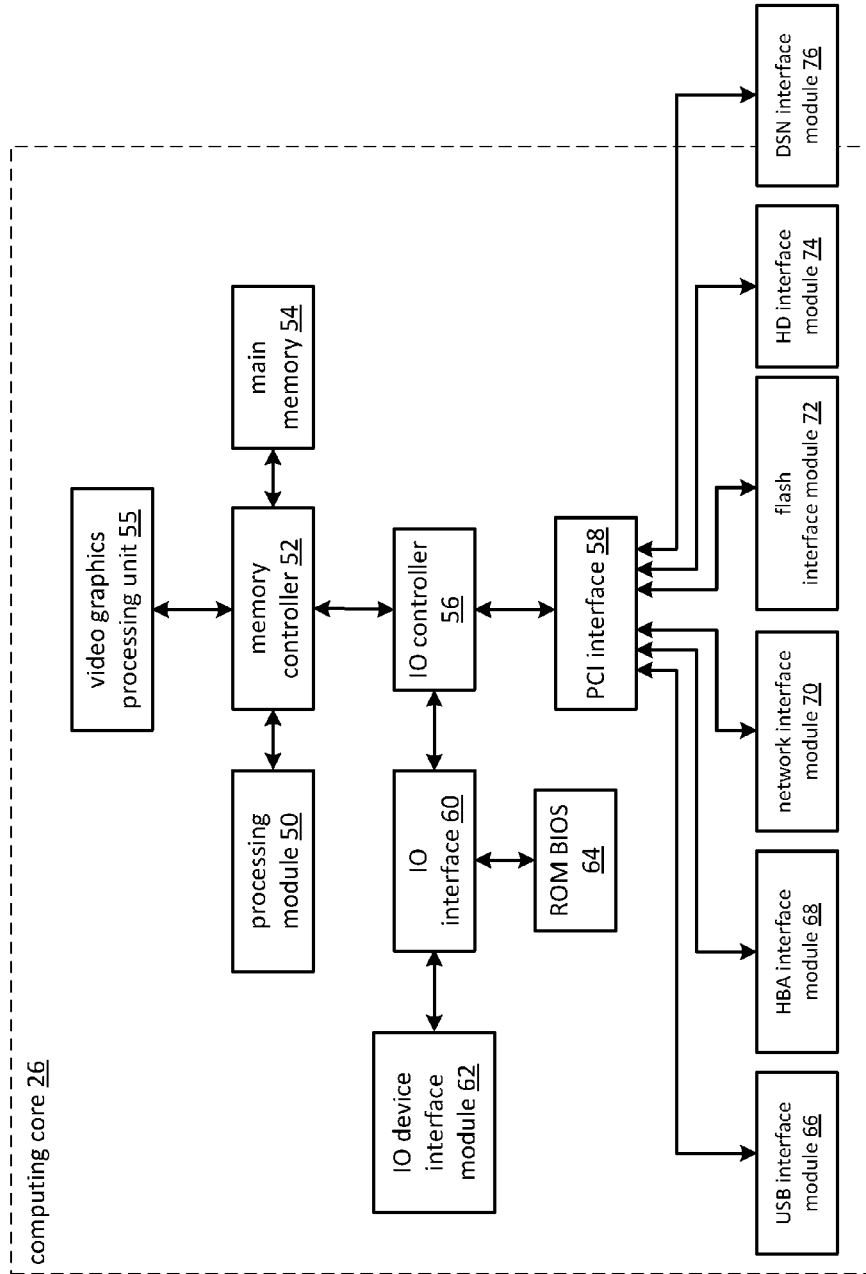 computing core 26
video graphics
processing unit 55
processing
module 50
memory
controller 52
main
memory 54
IO device
interface
module 62
IO
interface 60
IO controller
56
ROM BIOS
64
PCI interface 58
USB interface
module 66
HBA interface
module 68
network interface
module 70
flash
interface module 72
HD interface
module 74
DSN interface
module 76